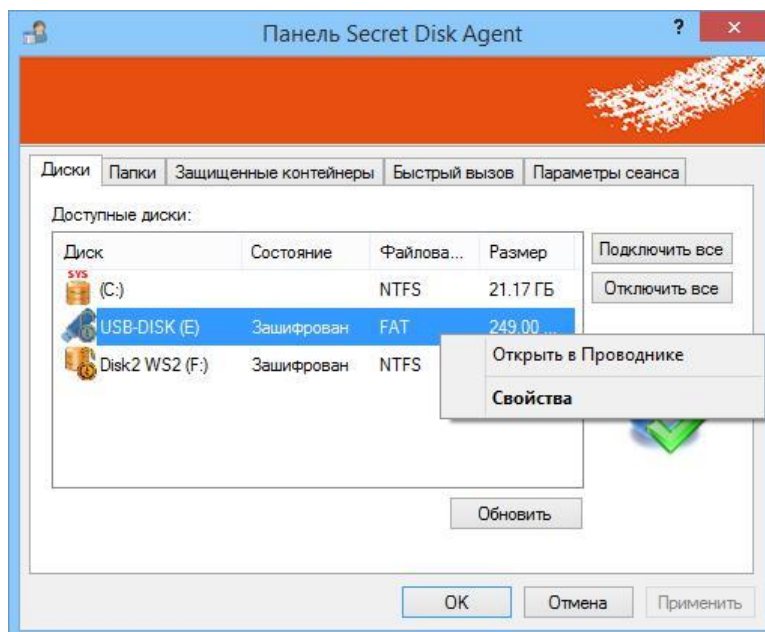 Панель Secret Disk Agent
?
Диски Папки Защищенные контейнеры Быстрый вызов Параметры сеанса
Доступные диски:
Диск Состояние Файлова... Размер
Подключить все
SYS
(C:) NTFS 21.17 ГБ
Отключить все
USB-DISK (E) Зашифрован FAT 249.00 ...
Открыть в Проводнике
Disk2 WS2 (F:) Зашифрован NTFS
Свойства
Обновить
OK Отмена Применить